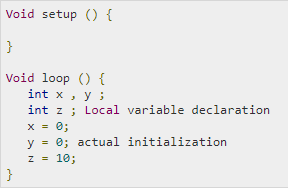 Void setup () {
}
Void loop () {
int x , y ;
int z ; Local variable declaration
x = 0;
y = 0; actual initialization
z = 10;
}